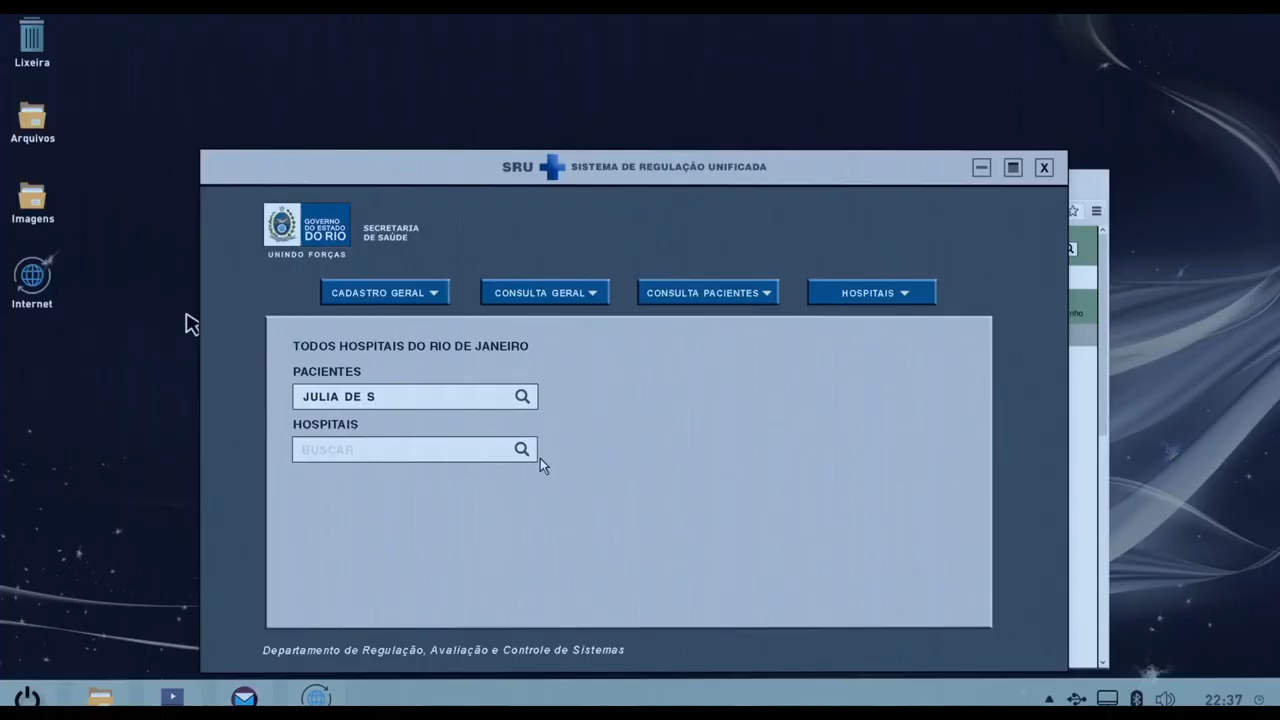 Lixeira
Arquivos
Imagens
Internet
SRU SISTEMA DE REGULAÇÃO UNIFICADA
X
GOVERNO
DO ESTADO
DO RIO
UNINDO FORÇAS
SECRETARIA
DE SAÚDE
CADASTRO GERAL
CONSULTA GERAL
CONSULTA PACIENTES
HOSPITAIS
TODOS HOSPITAIS DO RIO DE JANEIRO
PACIENTES
JULIA DE S
HOSPITAIS
BUSCAR
nho
Departamento de Regulação, Avaliação e Controle de Sistemas
22:37